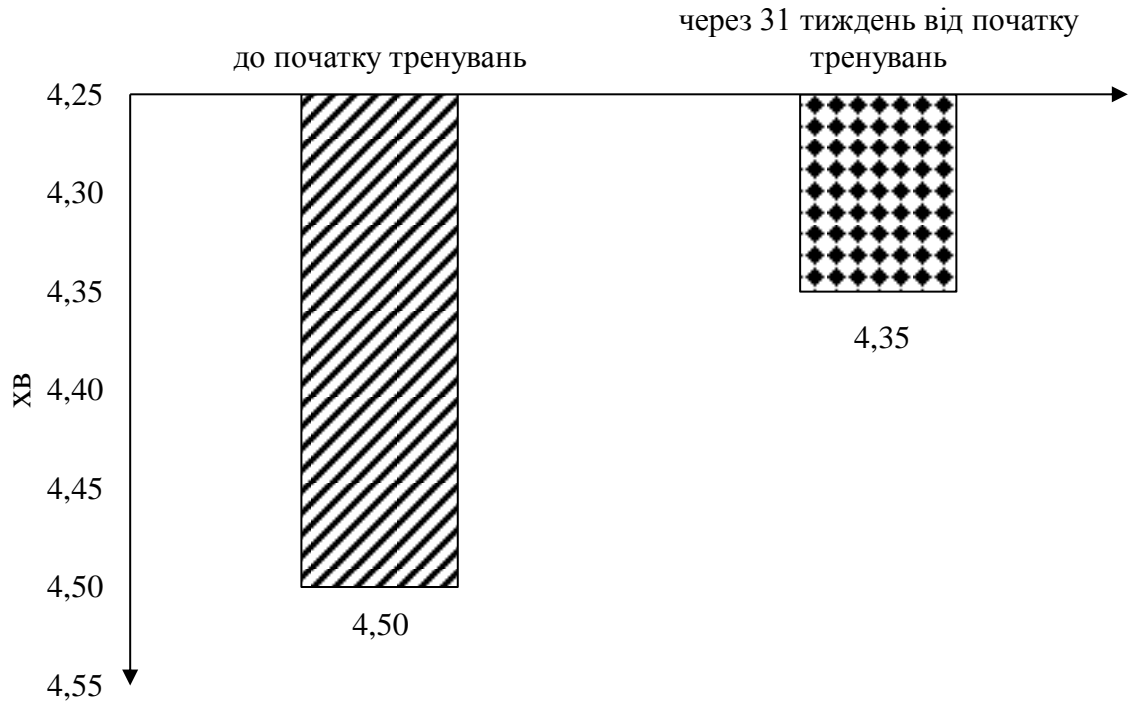 через 31 тиждень від початку
до початку тренувань
тренувань
4,25
4,30
4,35
4,35
хв
4,40
4,45
4,50
4,50
4,55